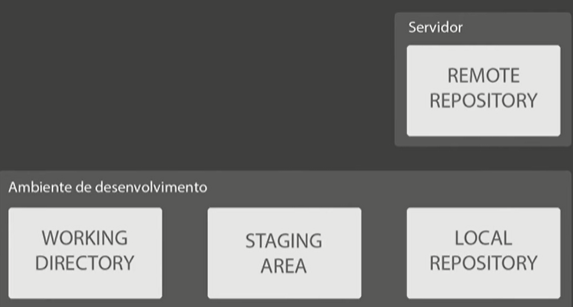 Servidor
REMOTE
REPOSITORY
Ambiente de desenvolvimento
WORKING
DIRECTORY
STAGING
AREA
LOCAL
REPOSITORY